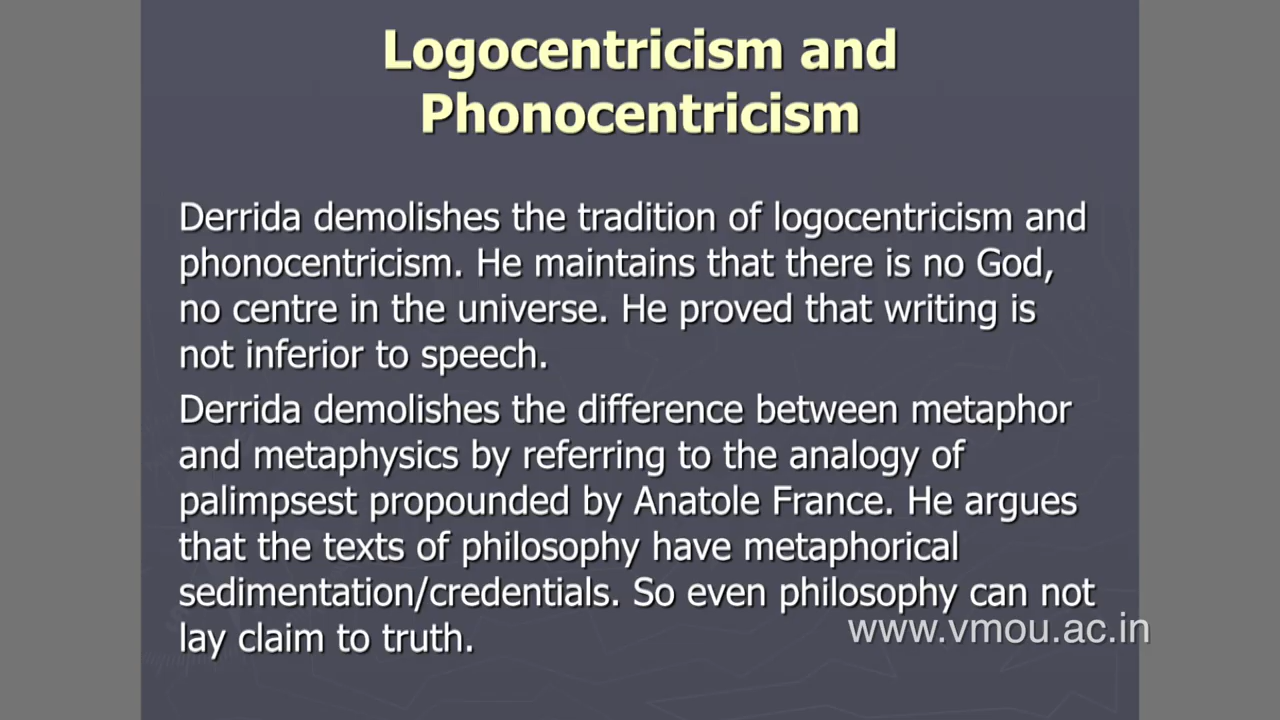 Logocentricism and
Phonocentricism
Derrida demolishes the tradition of logocentricism and
phonocentricism. He maintains that there is no God,
no centre in the universe. He proved that writing is
not inferior to speech.
Derrida demolishes the difference between metaphor
and metaphysics by referring to the analogy of
palimpsest propounded by Anatole France. He argues
that the texts of philosophy have metaphorical
sedimentation/credentials. So even philosophy can not
lay claim to truth.
www.vmou.ac.in